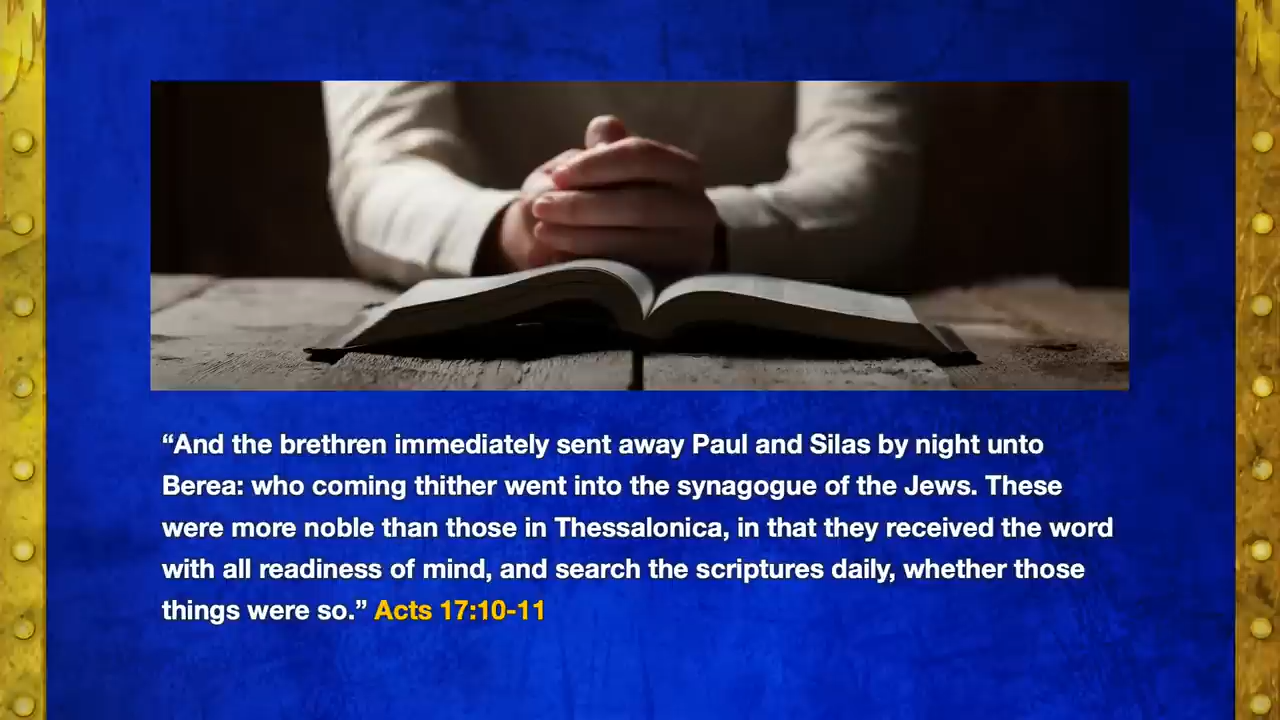 “And the brethren immediately sent away Paul and Silas by night unto
Berea: who coming thither went into the synagogue of the Jews. These
were more noble than those in Thessalonica, in that they received the word
with all readiness of mind, and search the scriptures daily, whether those
things were so.” Acts 17:10-11